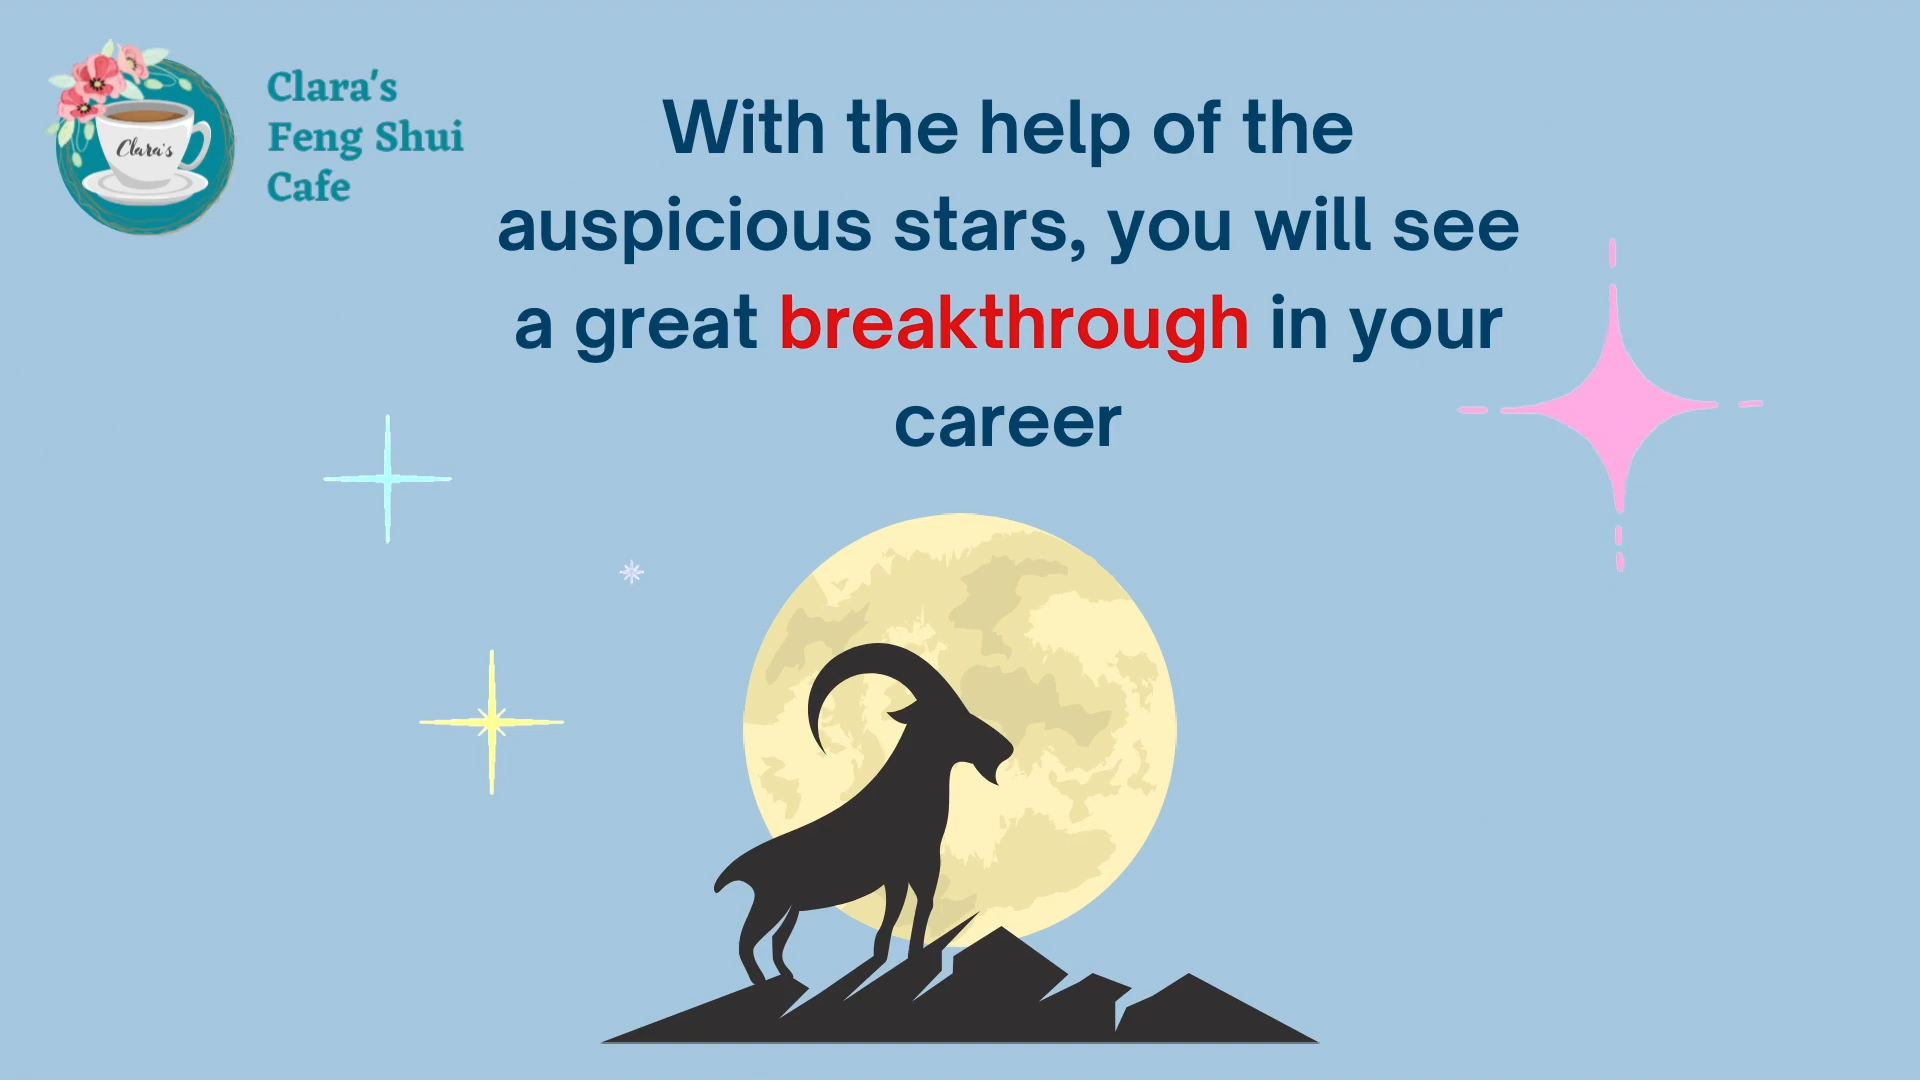 Clara's
Feng Shui
Cafe
Clara's
With the help of the
auspicious stars, you will see
a great breakthrough in your
career